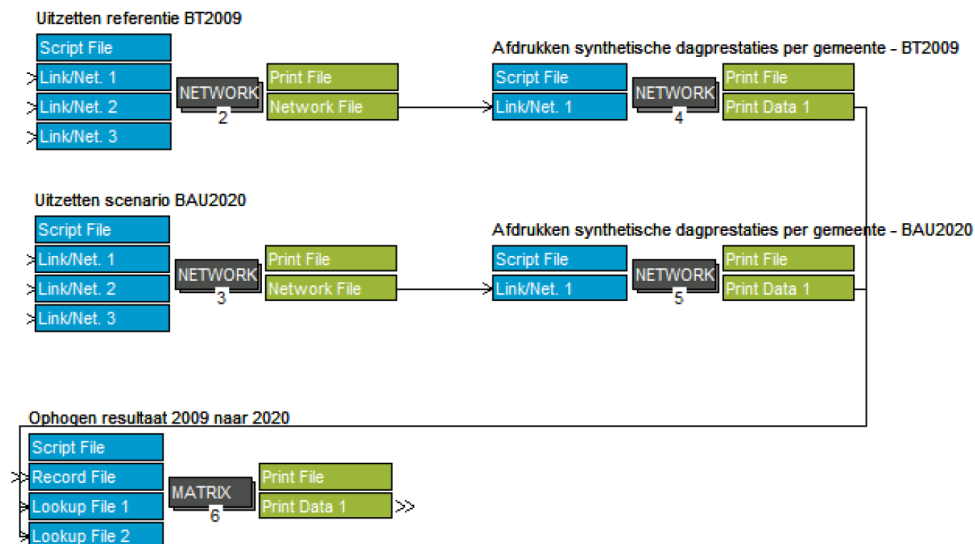 Uitzetten referentie BT2009
Script File
Link/Net. 1
Link/Net. 2
Link/Net. 3
NETWORK
2
Print File
Network File
Afdrukken synthetische dagprestaties per gemeente - BT2009
Script File
Link/Net. 1
NETWORK
4
Print File
Print Data 1
Uitzetten scenario BAU2020
Script File
Link/Net. 1
Link/Net. 2
Link/Net. 3
NETWORK
3
Print File
Network File
Afdrukken synthetische dagprestaties per gemeente - BAU2020
Script File
Link/Net. 1
NETWORK
5
Print File
Print Data 1
Ophogen resultaat 2009 naar 2020
Script File
Record File
Lookup File 1
Lookup File 2
MATRIX
6
Print File
Print Data 1